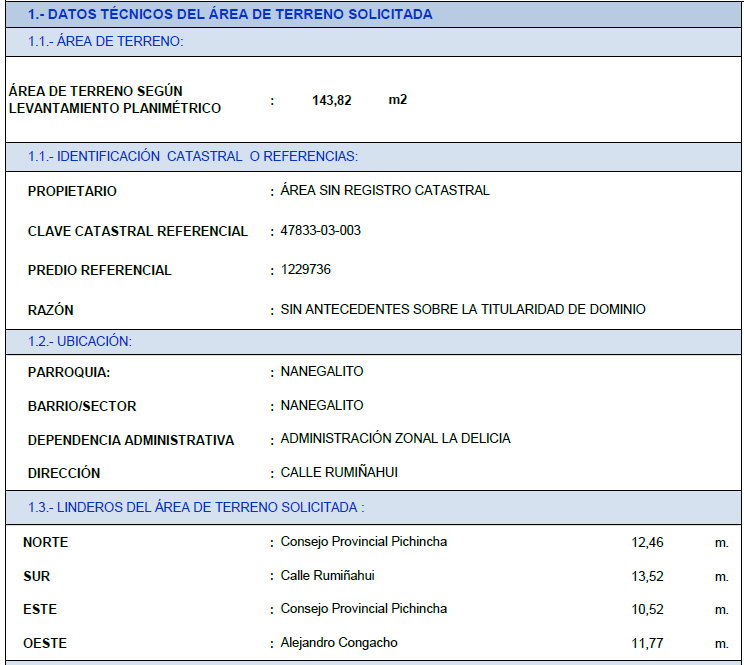 1.- DATOS TÉCNICOS DEL ÁREA DE TERRENO SOLICITADA
1.1.- ÁREA DE TERRENO:
ÁREA DE TERRENO SEGÚN
LEVANTAMIENTO PLANIMÉTRICO : 143,82 m2
1.1.- IDENTIFICACIÓN CATASTRAL O REFERENCIAS:
PROPIETARIO : ÁREA SIN REGISTRO CATASTRAL
CLAVE CATASTRAL REFERENCIAL : 47833-03-003
PREDIO REFERENCIAL : 1229736
RAZÓN : SIN ANTECEDENTES SOBRE LA TITULARIDAD DE DOMINIO
1.2.- UBICACIÓN:
PARROQUIA: : NANEGALITO
BARRIO/SECTOR : NANEGALITO
DEPENDENCIA ADMINISTRATIVA : ADMINISTRACIÓN ZONAL LA DELICIA
DIRECCIÓN : CALLE RUMIÑAHUI
1.3.- LINDEROS DEL ÁREA DE TERRENO SOLICITADA :
NORTE : Consejo Provincial Pichincha 12,46 m.
SUR : Calle Rumiñahui 13,52 m.
ESTE : Consejo Provincial Pichincha 10,52 m.
OESTE : Alejandro Congacho 11,77 m.